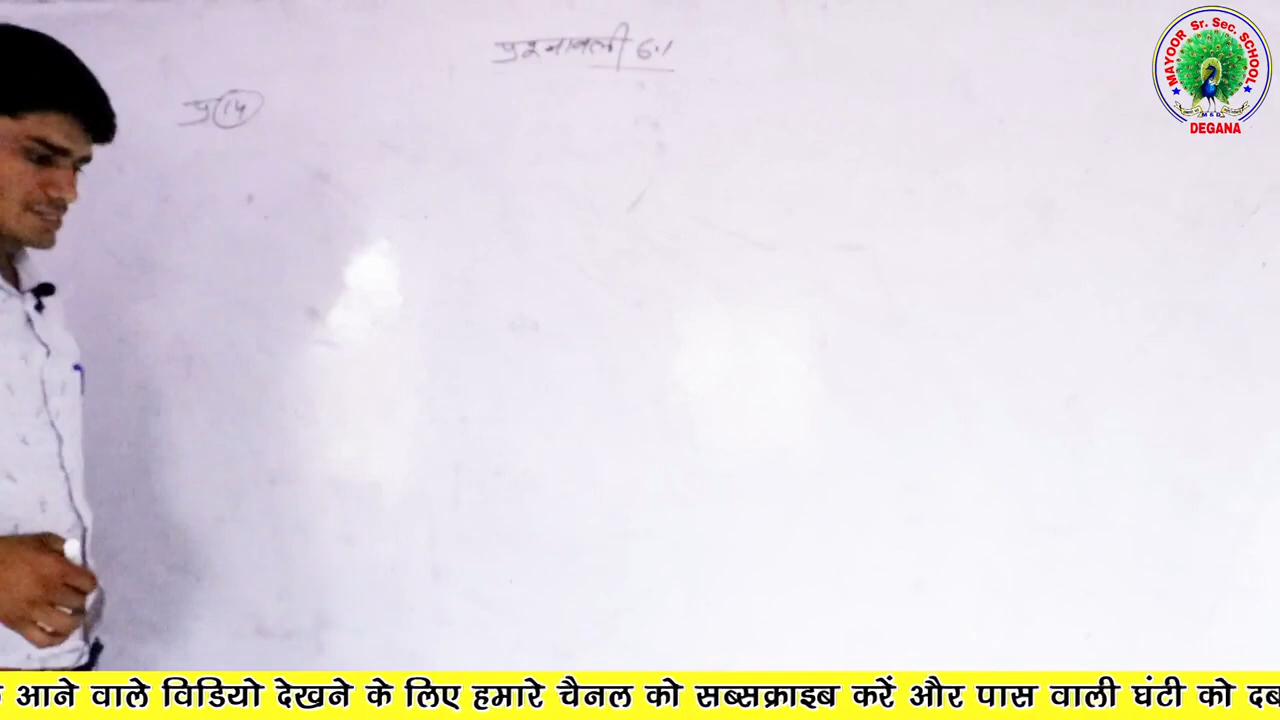 प्रश्नावली 6.1
प्र 14
MAYOOR Sr. Sec. SCHOOL
DEGANA
आने वाले विडियो देखने के लिए हमारे चैनल को सब्सक्राइब करें और पास वाली घंटी को दब